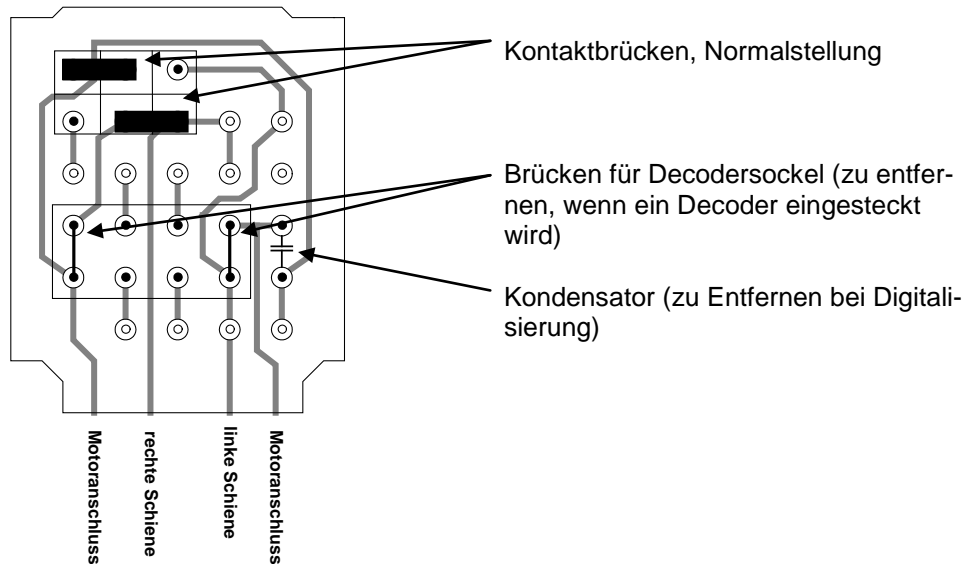 Kontaktbrücken, Normalstellung
Brücken für Decodersockel (zu entfer-
nen, wenn ein Decoder eingesteckt
wird)
Kondensator (zu Entfernen bei Digitali-
sierung)
Motoranschluss
rechte Schiene
linke Schiene
Motoranschluss